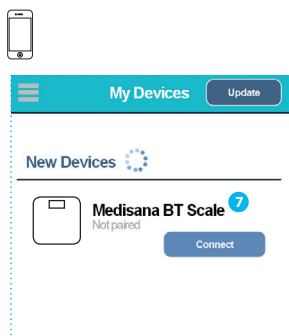 My Devices Update
New Devices
Medisana BT Scale 7
Not paired
Connect